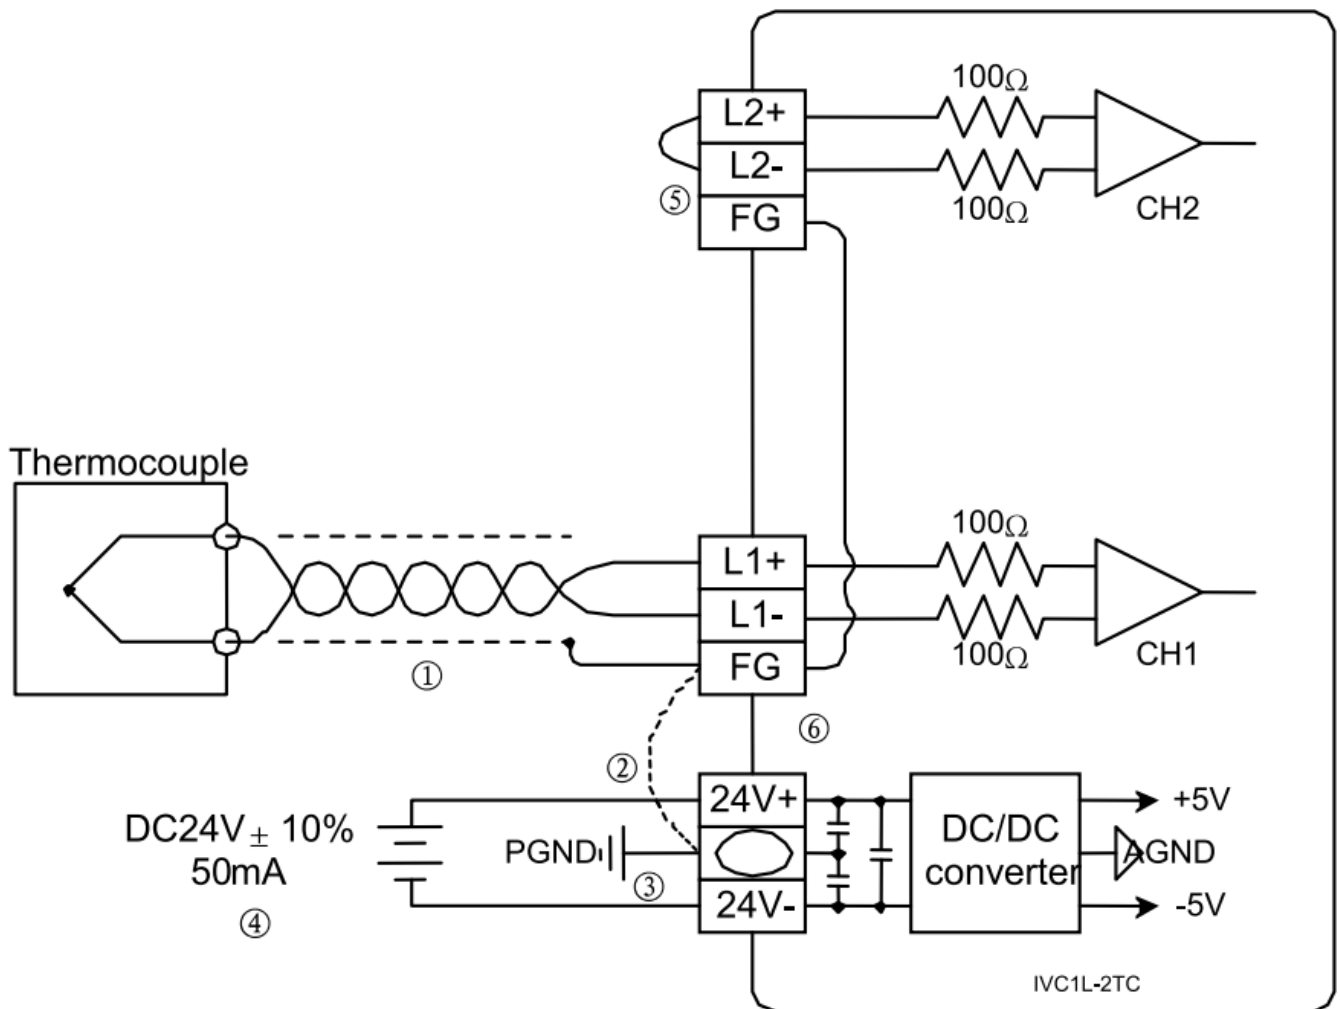 100Ω
L2+
L2-
⑤
100Ω
CH2
FG
Thermocouple
100Ω
L1+
L1-
100Ω
CH1
FG
①
⑥
②
24V+
+5V
DC24V ± 10%
50mA
④
PGND
③
DC/DC
converter
AGND
24V-
-5V
IVC1L-2TC